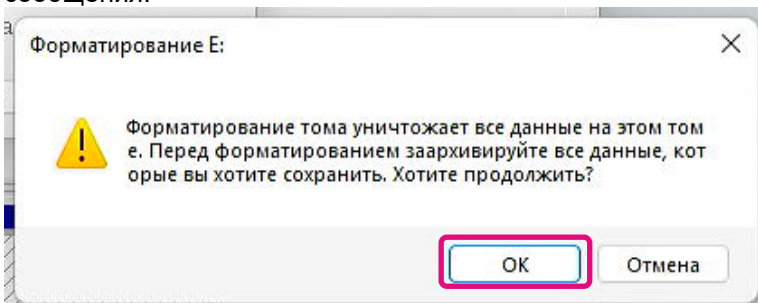 сообщения.
Форматирование E:
Форматирование тома уничтожает все данные на этом том
е. Перед форматированием заархивируйте все данные, кот
орые вы хотите сохранить. Хотите продолжить?
OK
Отмена